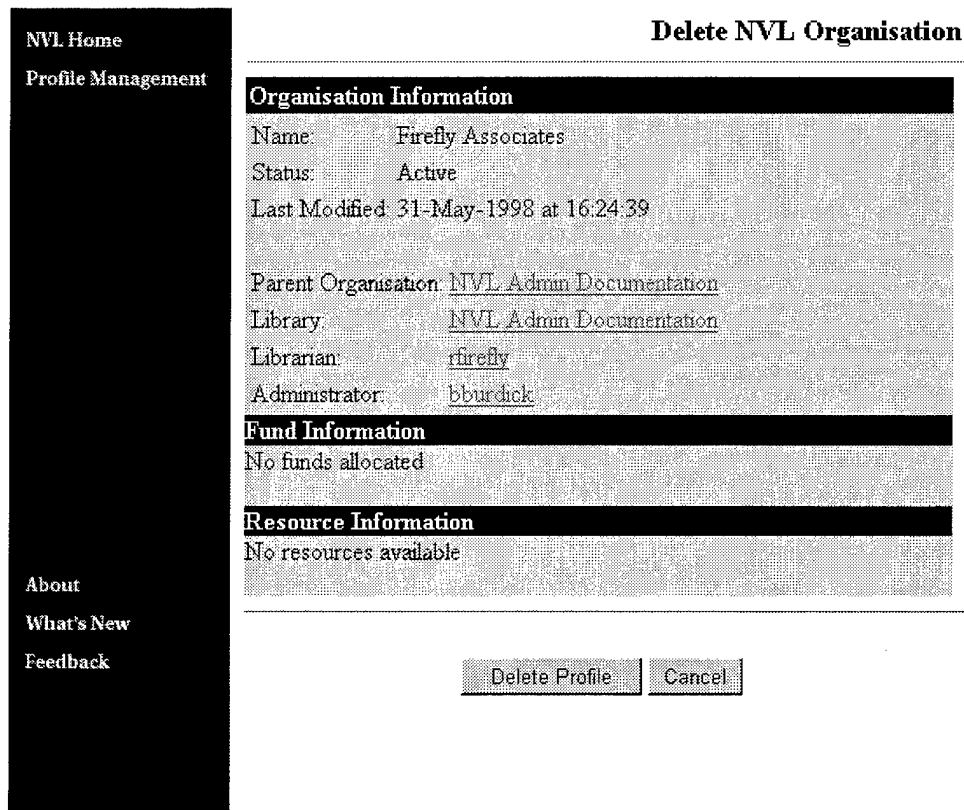 NVL Home
Profile Management
About
What's New
Feedback
Delete NVL Organisation
Organisation Information
Name: Firefly Associates
Status: Active
Last Modified: 31-May-1998 at 16:24:39
Parent Organisation: NVL Admin Documentation
Library: NVL Admin Documentation
Librarian: rfirefly
Administrator: bburdick
Fund Information
No funds allocated
Resource Information
No resources available
Delete Profile Cancel